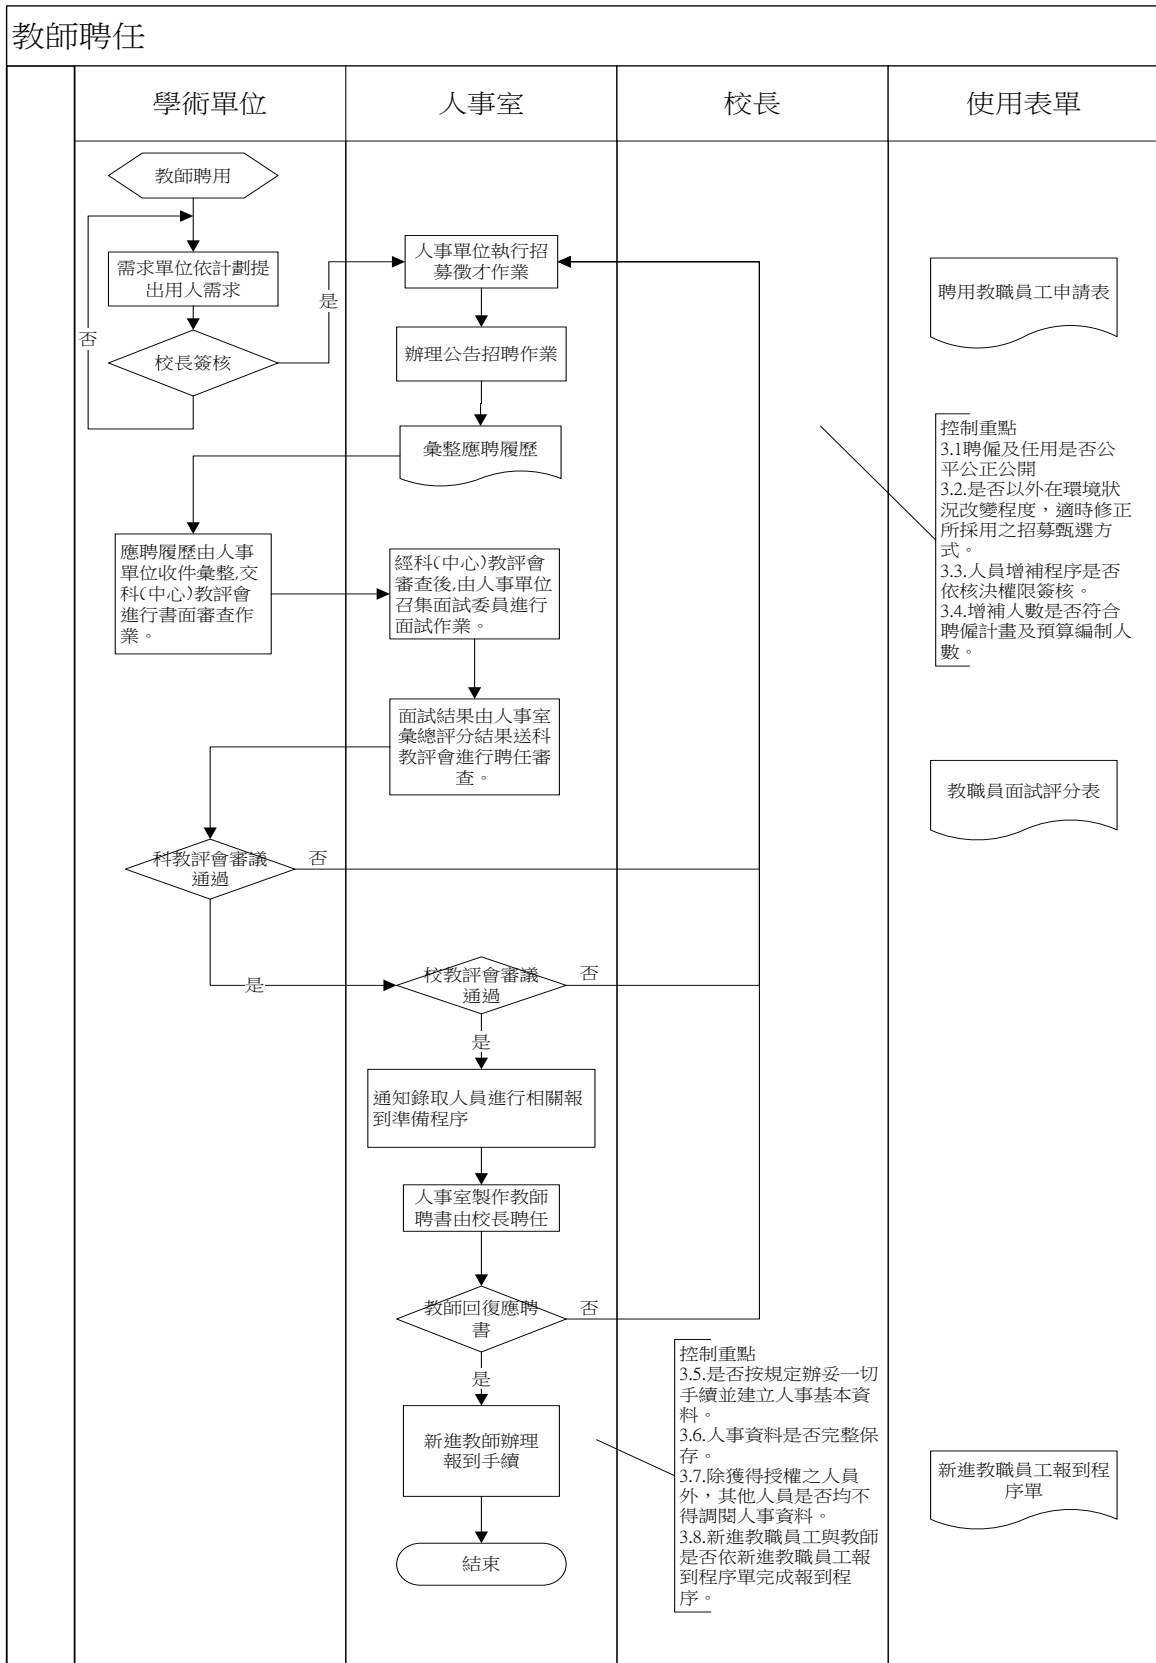 教師聘任
學術單位
人事室
校長
使用表單
教師聘用
需求單位依計劃提
出用人需求
校長簽核
否
是
人事單位執行招
募徵才作業
辦理公告招聘作業
彙整應聘履歷
聘用教職員工申請表
控制重點
3.1聘僱及任用是否公
平公正公開
3.2.是否以外在環境狀
況改變程度，適時修正
所採用之招募甄選方
式。
3.3.人員增補程序是否
依核決權限簽核。
3.4.增補人數是否符合
聘僱計畫及預算編制人
數。
應聘履歷由人事
單位收件彙整,交
科(中心)教評會
進行書面審查作
業。
經科(中心)教評會
審查後,由人事單位
召集面試委員進行
面試作業。
面試結果由人事室
彙總評分結果送科
教評會進行聘任審
查。
教職員面試評分表
科教評會審議
通過
否
是
校教評會審議
通過
否
是
通知錄取人員進行相關報
到準備程序
人事室製作教師
聘書由校長聘任
教師回復應聘
書
否
是
新進教師辦理
報到手續
結束
控制重點
3.5.是否按規定辦妥一切
手續並建立人事基本資
料。
3.6.人事資料是否完整保
存。
3.7.除獲得授權之人員
外，其他人員是否均不
得調閱人事資料。
3.8.新進教職員工與教師
是否依新進教職員工報
到程序單完成報到程
序。
新進教職員工報到程
序單